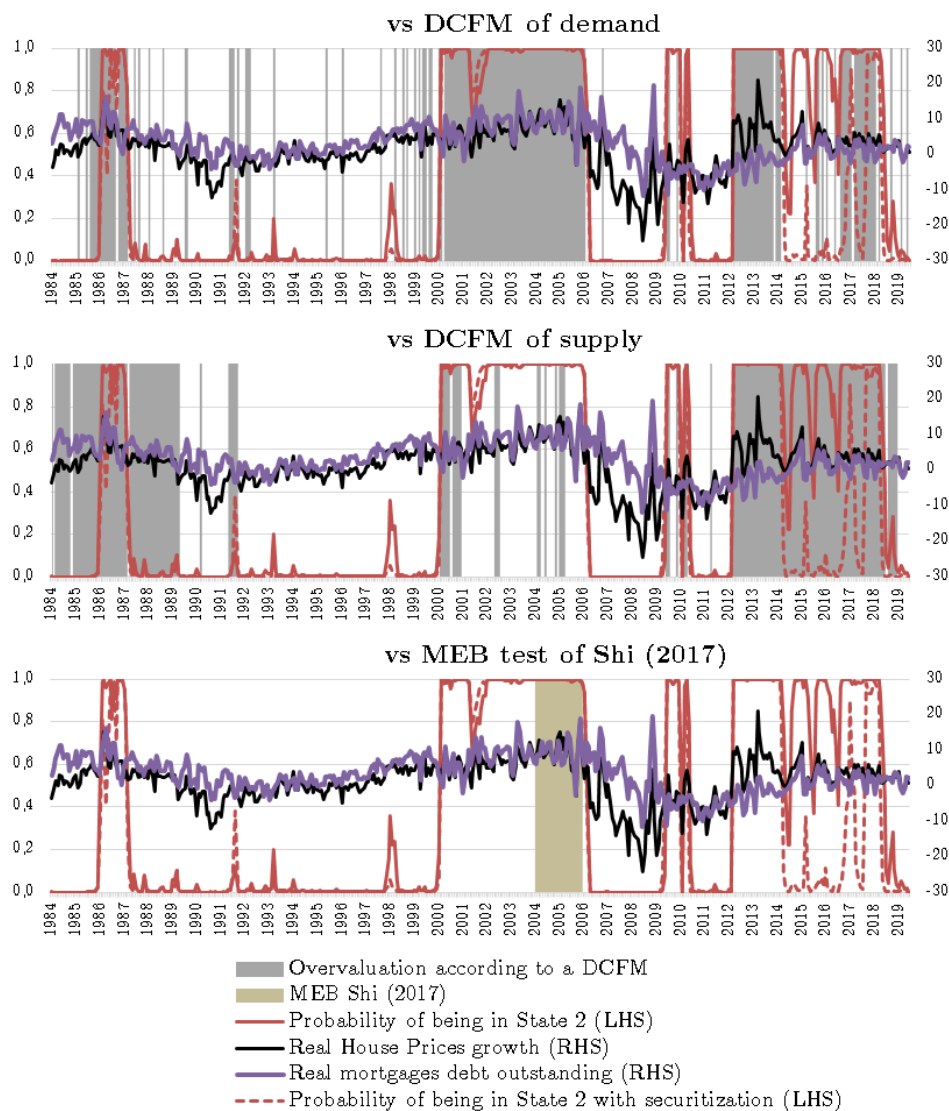 vs DCFM of demand
1,0 30
0,8 20
0,6 10
0
0,4 -10
0,2 -20
0,0 -30
1984 1985 1986 1987 1988 1989 1990 1991 1992 1993 1994 1995 1996 1997 1998 1999 2000 2001 2002 2003 2004 2005 2006 2007 2008 2009 2010 2011 2012 2013 2014 2015 2016 2017 2018 2019
vs DCFM of supply
1,0 30
0,8 20
0,6 10
0
0,4 -10
0,2 -20
0,0 -30
1984 1985 1986 1987 1988 1989 1990 1991 1992 1993 1994 1995 1996 1997 1998 1999 2000 2001 2002 2003 2004 2005 2006 2007 2008 2009 2010 2011 2012 2013 2014 2015 2016 2017 2018 2019
vs MEB test of Shi (2017)
1,0 30
0,8 20
0,6 10
0
0,4 -10
0,2 -20
0,0 -30
1984 1985 1986 1987 1988 1989 1990 1991 1992 1993 1994 1995 1996 1997 1998 1999 2000 2001 2002 2003 2004 2005 2006 2007 2008 2009 2010 2011 2012 2013 2014 2015 2016 2017 2018 2019
Overvaluation according to a DCFM
MEB Shi (2017)
Probability of being in State 2 (LHS)
Real House Prices growth (RHS)
Real mortgages debt outstanding (RHS)
Probability of being in State 2 with securitization (LHS)